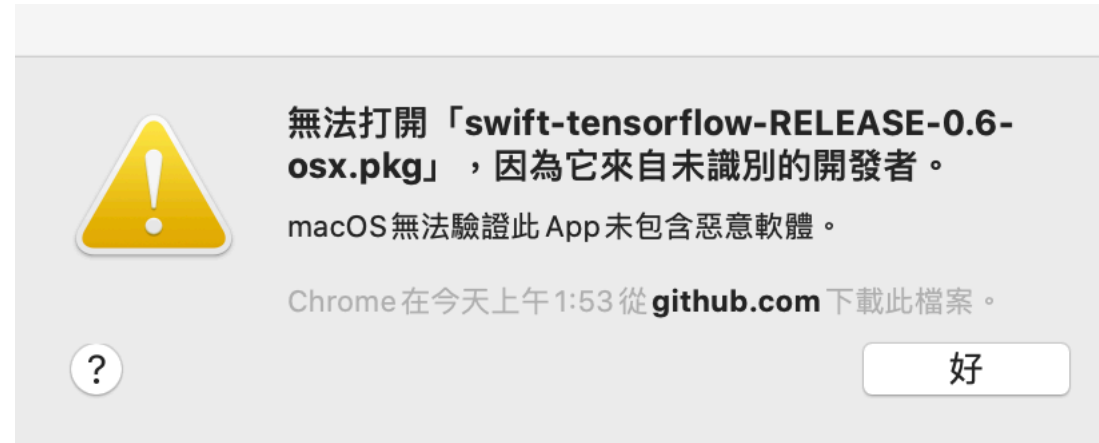 無法打開「swift-tensorflow-RELEASE-0.6-
osx.pkg」，因為它來自未識別的開發者。
macOS無法驗證此 App 未包含惡意軟體。
Chrome在今天上午1:53從github.com下載此檔案。
?
好